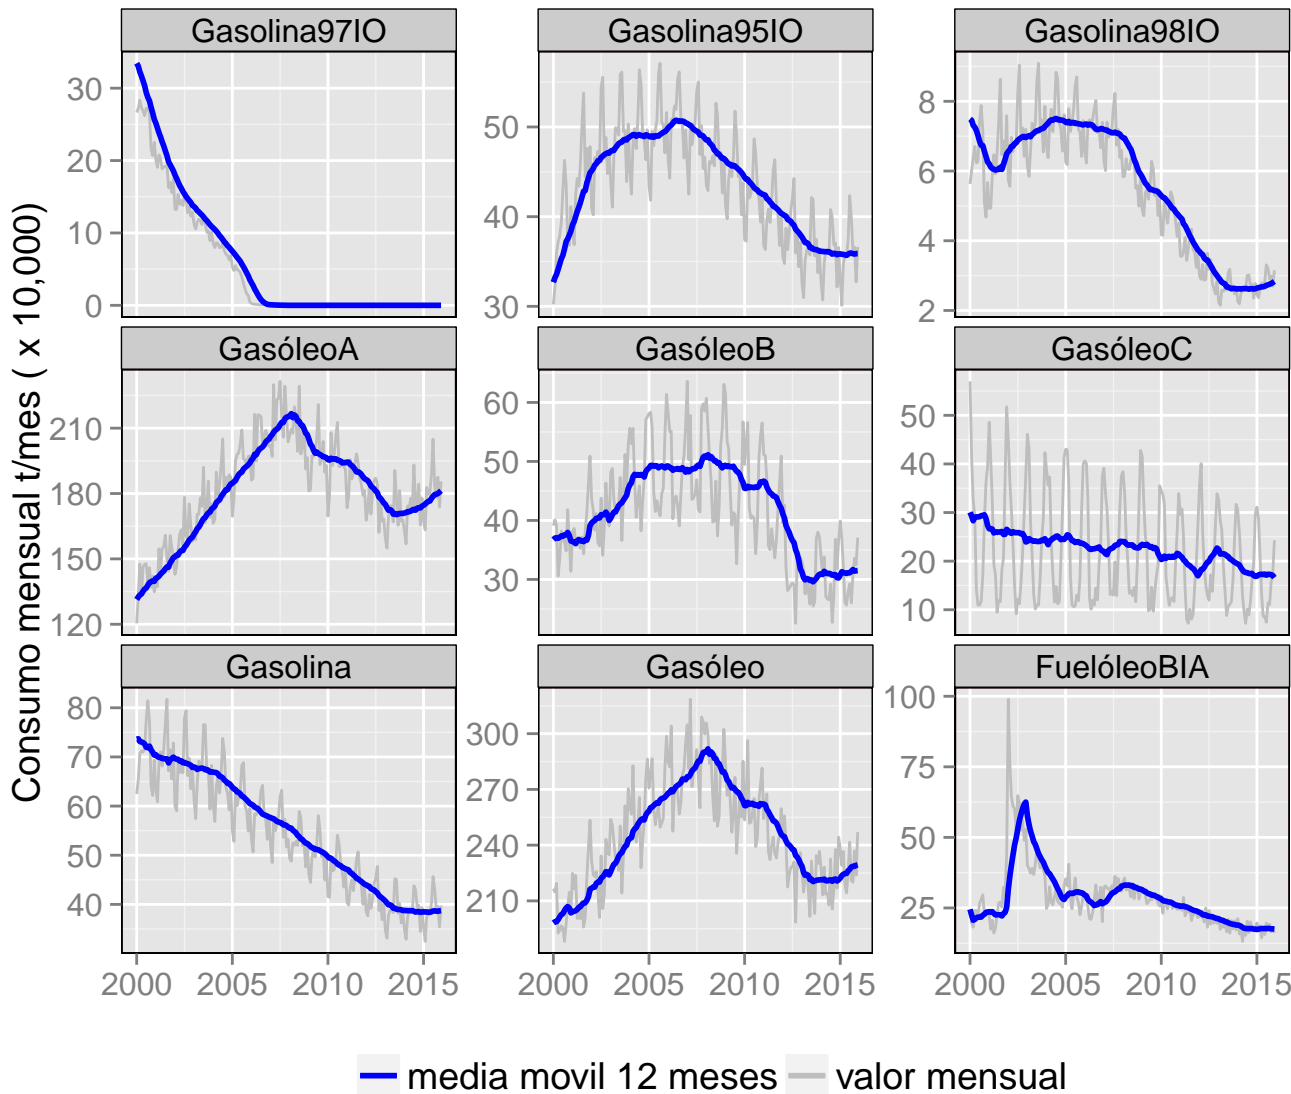 Gasolina97IO Gasolina95IO Gasolina98IO
30 20 10 0
50 40 30
8 6 4 2
GasóleoA GasóleoB GasóleoC
210 180 150 120
60 50 40 30
50 40 30 20 10
Gasolina Gasóleo FuelóleoBIA
80 70 60 50 40
300 270 240 210
100 75 50 25
2000 2005 2010 2015 2000 2005 2010 2015 2000 2005 2010 2015
Consumo mensual t/mes ( x 10,000)
media movil 12 meses valor mensual